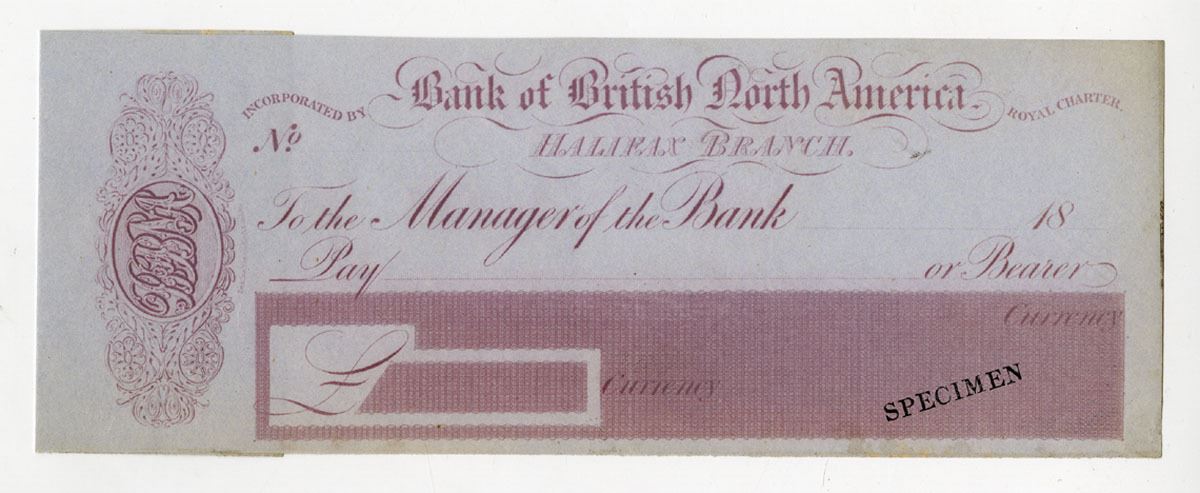 INCORPORATED BY Bank of British North America. ROYAL CHARTER.
No.
HALIFAX BRANCH.
To the Manager of the Bank 18
Pay or Bearer
Currency
£ Currency
SPECIMEN